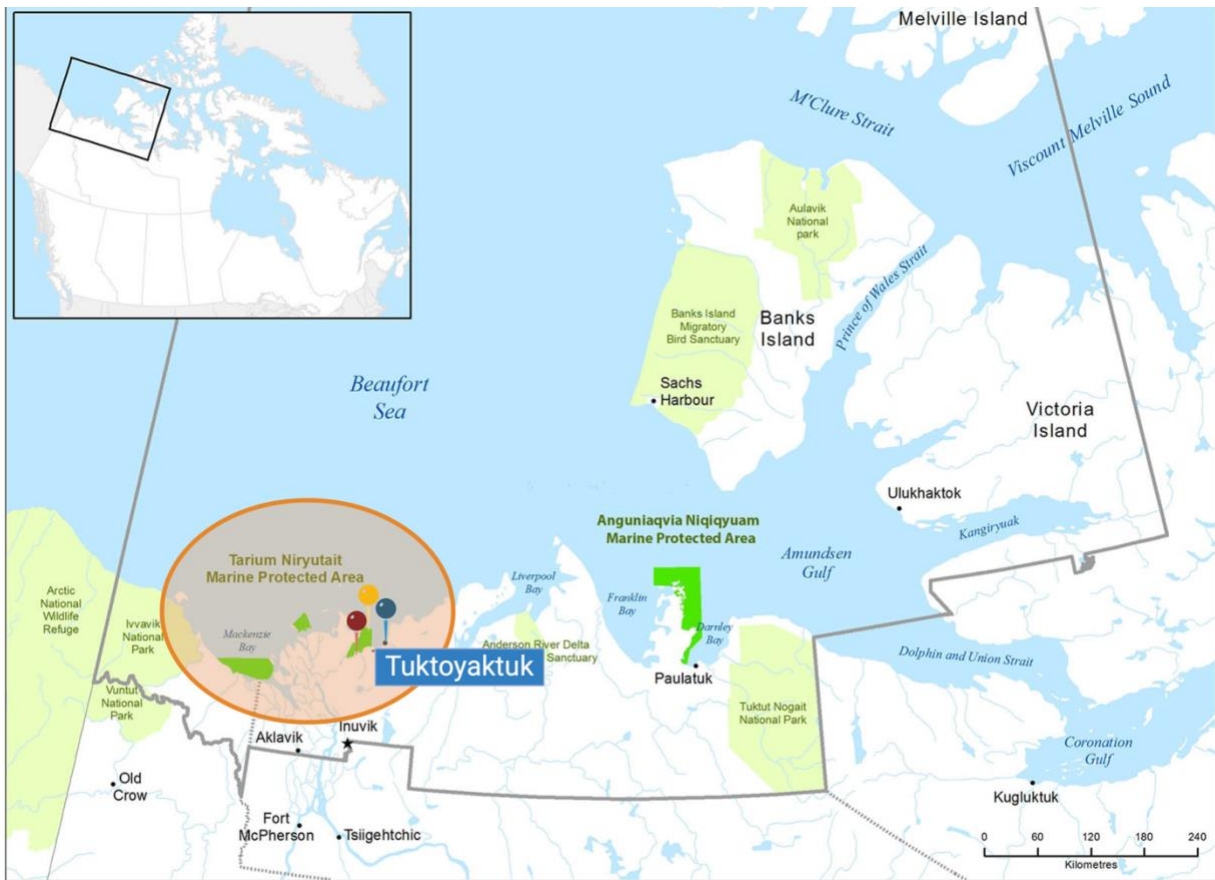 Melville Island
M'Clure Strait
Viscount Melville Sound
Aulavik
National
park
Prince of Wales Strait
Banks Island
Migratory
Bird Sanctuary
Banks
Island
Beaufort
Sea
Sachs
Harbour
Victoria
Island
Ulukhaktok
Kangiryuak
Anguniaqvia Niqiqyuam
Marine Protected Area
Amundsen
Gulf
Tarium Niryutait
Marine Protected Area
Liverpool
Bay
Franklin
Bay
Darnley
Bay
Arctic
National
Wildlife
Refuge
Ivvavik
National
Park
Mackenzie
Bay
Anderson River Delta
Sanctuary
Tuktoyaktuk
Paulatuk
Dolphin and Union Strait
Vuntut
National
Park
Tuktut Nogait
National Park
Inuvik
Aklavik
Coronation
Gulf
Old
Crow
Kugluktuk
Fort
McPherson
Tsiigehtchic
0 60 120 180 240
Kilometres